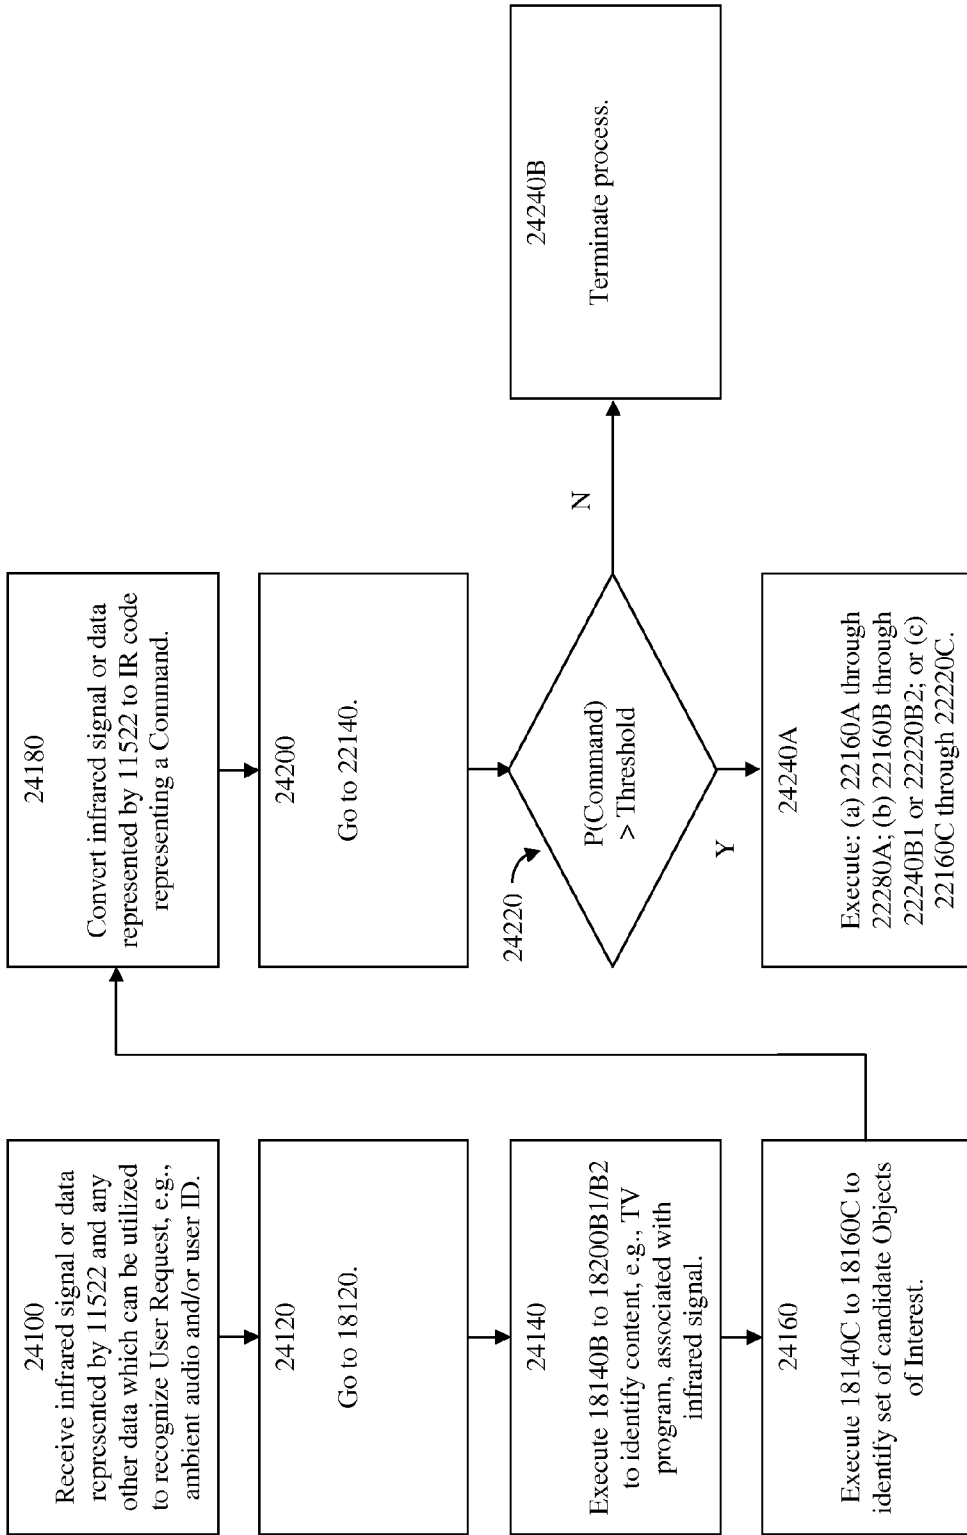 24100
Receive infrared signal or data
represented by 11522 and any
other data which can be utilized
to recognize User Request, e.g.,
ambient audio and/or user ID.
24120
Go to 18120.
24140
Execute 18140B to 18200B1/B2
to identify content, e.g., TV
program, associated with
infrared signal.
24160
Execute 18140C to 18160C to
identify set of candidate Objects
of Interest.
24180
Convert infrared signal or data
represented by 11522 to IR code
representing a Command.
24200
Go to 22140.
24220
P(Command)
> Threshold
Y
N
24240A
Execute: (a) 22160A through
22280A; (b) 22160B through
22240B1 or 22220B2; or (c)
22160C through 22220C.
24240B
Terminate process.